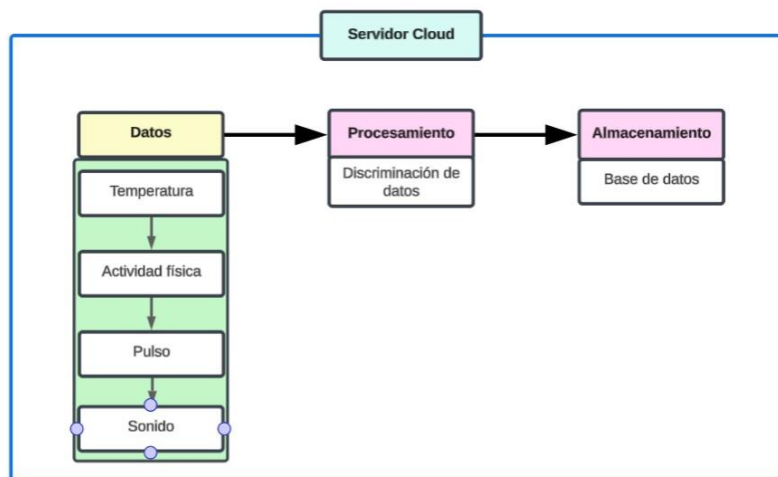 Servidor Cloud
Datos
Procesamiento
Almacenamiento
Discriminación de
datos
Base de datos
Temperatura
Actividad física
Pulso
Sonido